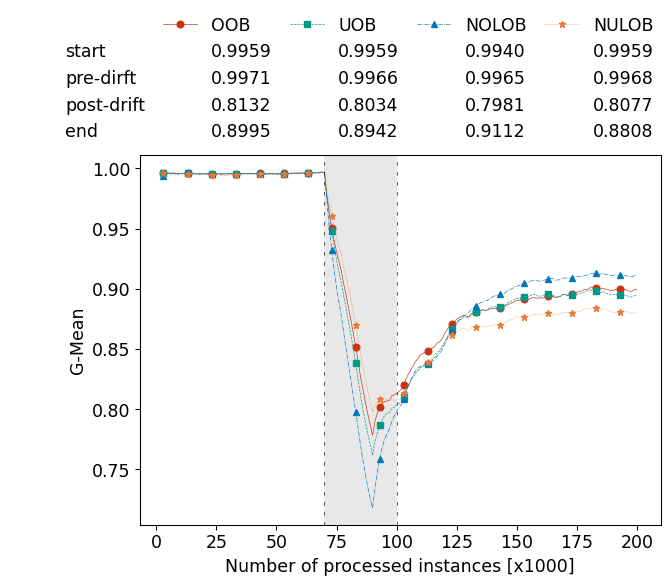 OOB UOB NOLOB NULOB
start 0.9959 0.9959 0.9940 0.9959
pre-dirft 0.9971 0.9966 0.9965 0.9968
post-drift 0.8132 0.8034 0.7981 0.8077
end 0.8995 0.8942 0.9112 0.8808
1.00
0.95
0.90
0.85
0.80
0.75
G-Mean
0 25 50 75 100 125 150 175 200
Number of processed instances [x1000]